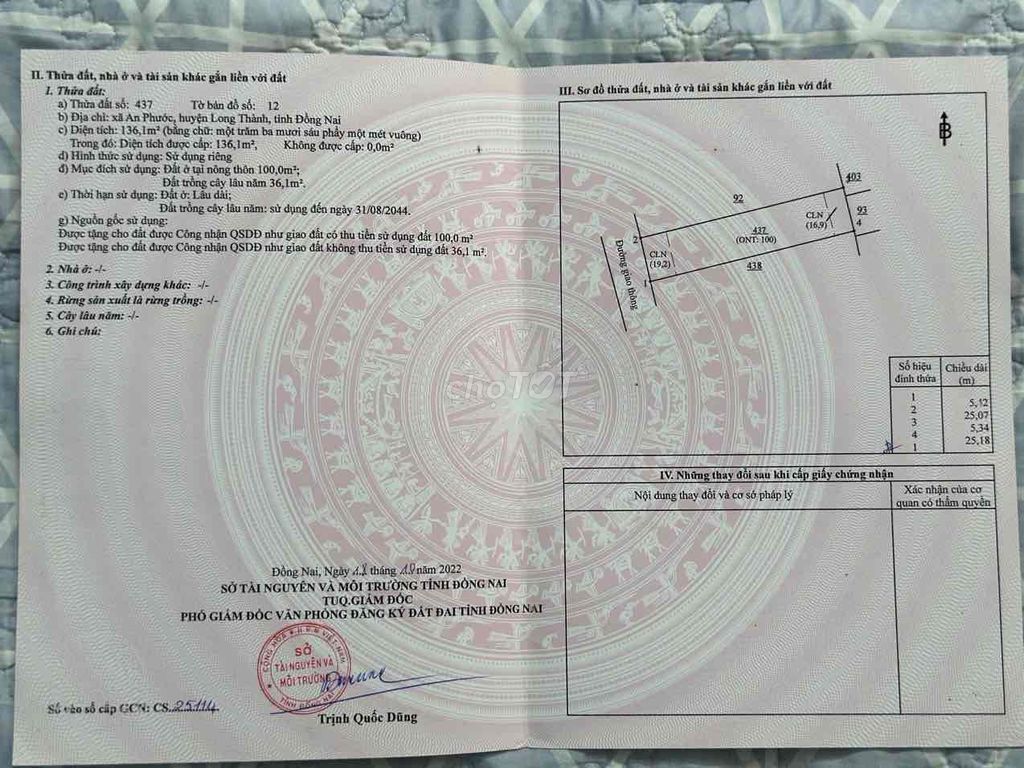 II. Thửa đất, nhà ở và tài sản khác gắn liền với đất
1. Thửa đất:
a) Thửa đất số: 437 Tờ bản đồ số: 12
b) Địa chỉ: xã An Phước, huyện Long Thành, tỉnh Đồng Nai
c) Diện tích: 136,1m² (bằng chữ: một trăm ba mươi sáu phẩy một mét vuông)
Trong đó: Diện tích được cấp: 136,1m², Không được cấp: 0,0m²
d) Hình thức sử dụng: Sử dụng riêng
đ) Mục đích sử dụng: Đất ở tại nông thôn 100,0m²;
Đất trồng cây lâu năm 36,1m².
e) Thời hạn sử dụng: Đất ở: Lâu dài;
Đất trồng cây lâu năm: sử dụng đến ngày 31/08/2044.
g) Nguồn gốc sử dụng:
Được tặng cho đất được Công nhận QSDĐ như giao đất có thu tiền sử dụng đất 100,0 m²
Được tặng cho đất được Công nhận QSDĐ như giao đất không thu tiền sử dụng đất 36,1 m².
2. Nhà ở: -/-
3. Công trình xây dựng khác: -/-
4. Rừng sản xuất là rừng trồng: -/-
5. Cây lâu năm: -/-
6. Ghi chú:
Đồng Nai, Ngày 18 tháng 10 năm 2022
SỞ TÀI NGUYÊN VÀ MÔI TRƯỜNG TỈNH ĐỒNG NAI
TUQ.GIÁM ĐỐC
PHÓ GIÁM ĐỐC VĂN PHÒNG ĐĂNG KÝ ĐẤT ĐAI TỈNH ĐỒNG NAI
CỘNG HÒA X.H.C.N VIỆT NAM
SỞ
TÀI NGUYÊN VÀ
MÔI TRƯỜNG
TỈNH ĐỒNG NAI
Trịnh Quốc Dũng
Số vào sổ cấp GCN: CS 25114
chợTỐT
III. Sơ đồ thửa đất, nhà ở và tài sản khác gắn liền với đất
B
403
92
93
CLN
(16,9)
4
437
(ONT: 100)
2
CLN
(19,2)
438
1
Đường giao thông
Số hiệu đỉnh thửa Chiều dài (m)
1
5,12
2
25,07
3
5,34
4
25,18
1
IV. Những thay đổi sau khi cấp giấy chứng nhận
Nội dung thay đổi và cơ sở pháp lý
Xác nhận của cơ
quan có thẩm quyền